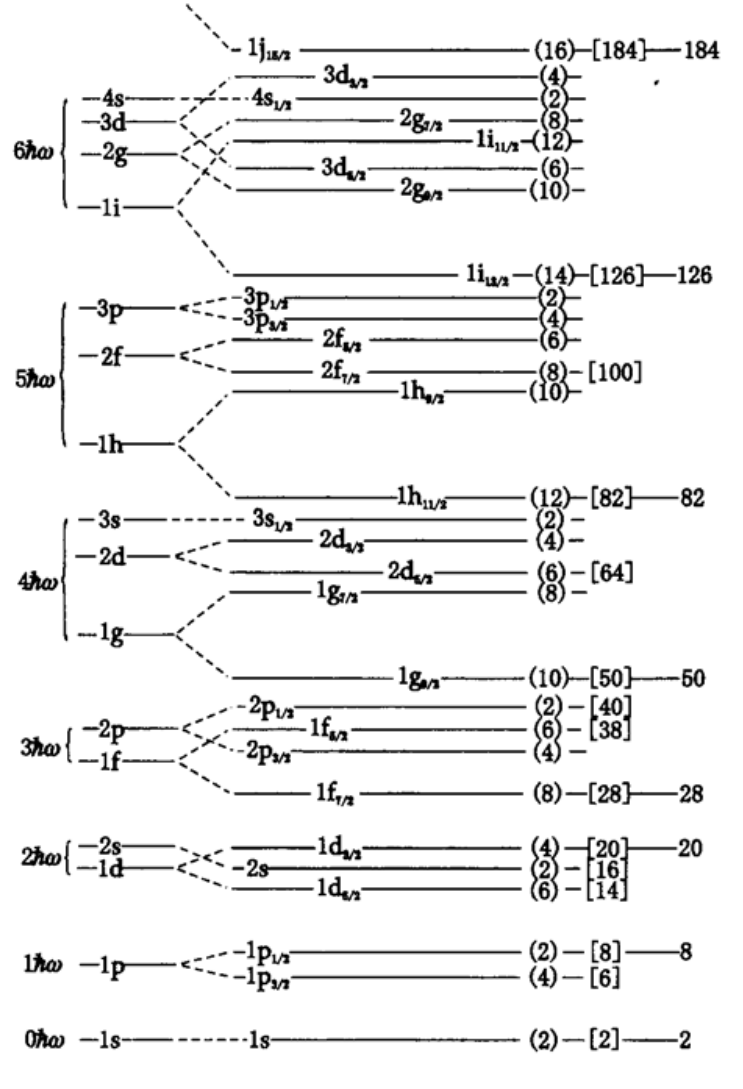 1j₁₅/₂ (16) [184] 184
3d₃/₂ (4)
4s 4s₁/₂ (2)
3d 2g₇/₂ (8)
6ℏω 2g 1i₁₁/₂ (12)
3d₅/₂ (6)
2g₉/₂ (10)
1i
1i₁₃/₂ (14) [126] 126
3p 3p₁/₂ (2)
3p₃/₂ (4)
2f 2f₅/₂ (6)
5ℏω 2f₇/₂ (8) [100]
1h₉/₂ (10)
1h
1h₁₁/₂ (12) [82] 82
3s 3s₁/₂ (2)
2d 2d₃/₂ (4)
4ℏω 2d₅/₂ (6) [64]
1g₇/₂ (8)
1g
1g₉/₂ (10) [50] 50
2p₁/₂ (2) [40]
2p 1f₅/₂ (6) [38]
3ℏω 1f 2p₃/₂ (4)
1f₇/₂ (8) [28] 28
2s 1d₃/₂ (4) [20] 20
2ℏω 1d 2s (2) [16]
1d₅/₂ (6) [14]
1p₁/₂ (2) [8] 8
1ℏω 1p 1p₃/₂ (4) [6]
0ℏω 1s 1s (2) [2] 2